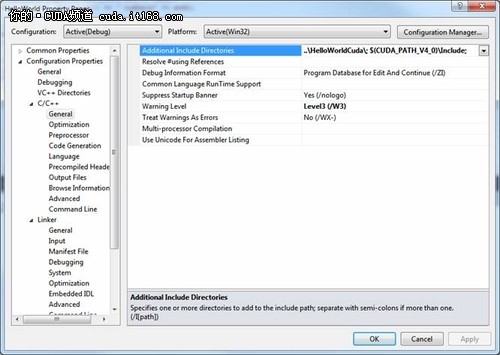 HelloWorld Property Pages
你的·CUDA频道 cuda.it168.com
Configuration: Active(Debug) Platform: Active(Win32) Configuration Manager...
Common Properties
Configuration Properties
General
Debugging
VC++ Directories
C/C++
General
Optimization
Preprocessor
Code Generation
Language
Precompiled Heade
Output Files
Browse Information
Advanced
Command Line
Linker
General
Input
Manifest File
Debugging
System
Optimization
Embedded IDL
Advanced
Command Line
Additional Include Directories ..\HelloWorldCuda\; $(CUDA_PATH_V4_0)\Include;
Resolve #using References
Debug Information Format Program Database for Edit And Continue (/ZI)
Common Language RunTime Support
Suppress Startup Banner Yes (/nologo)
Warning Level Level3 (/W3)
Treat Warnings As Errors No (/WX-)
Multi-processor Compilation
Use Unicode For Assembler Listing
Additional Include Directories
Specifies one or more directories to add to the include path; separate with semi-colons if more than one.
(/I[path])
OK Cancel Apply